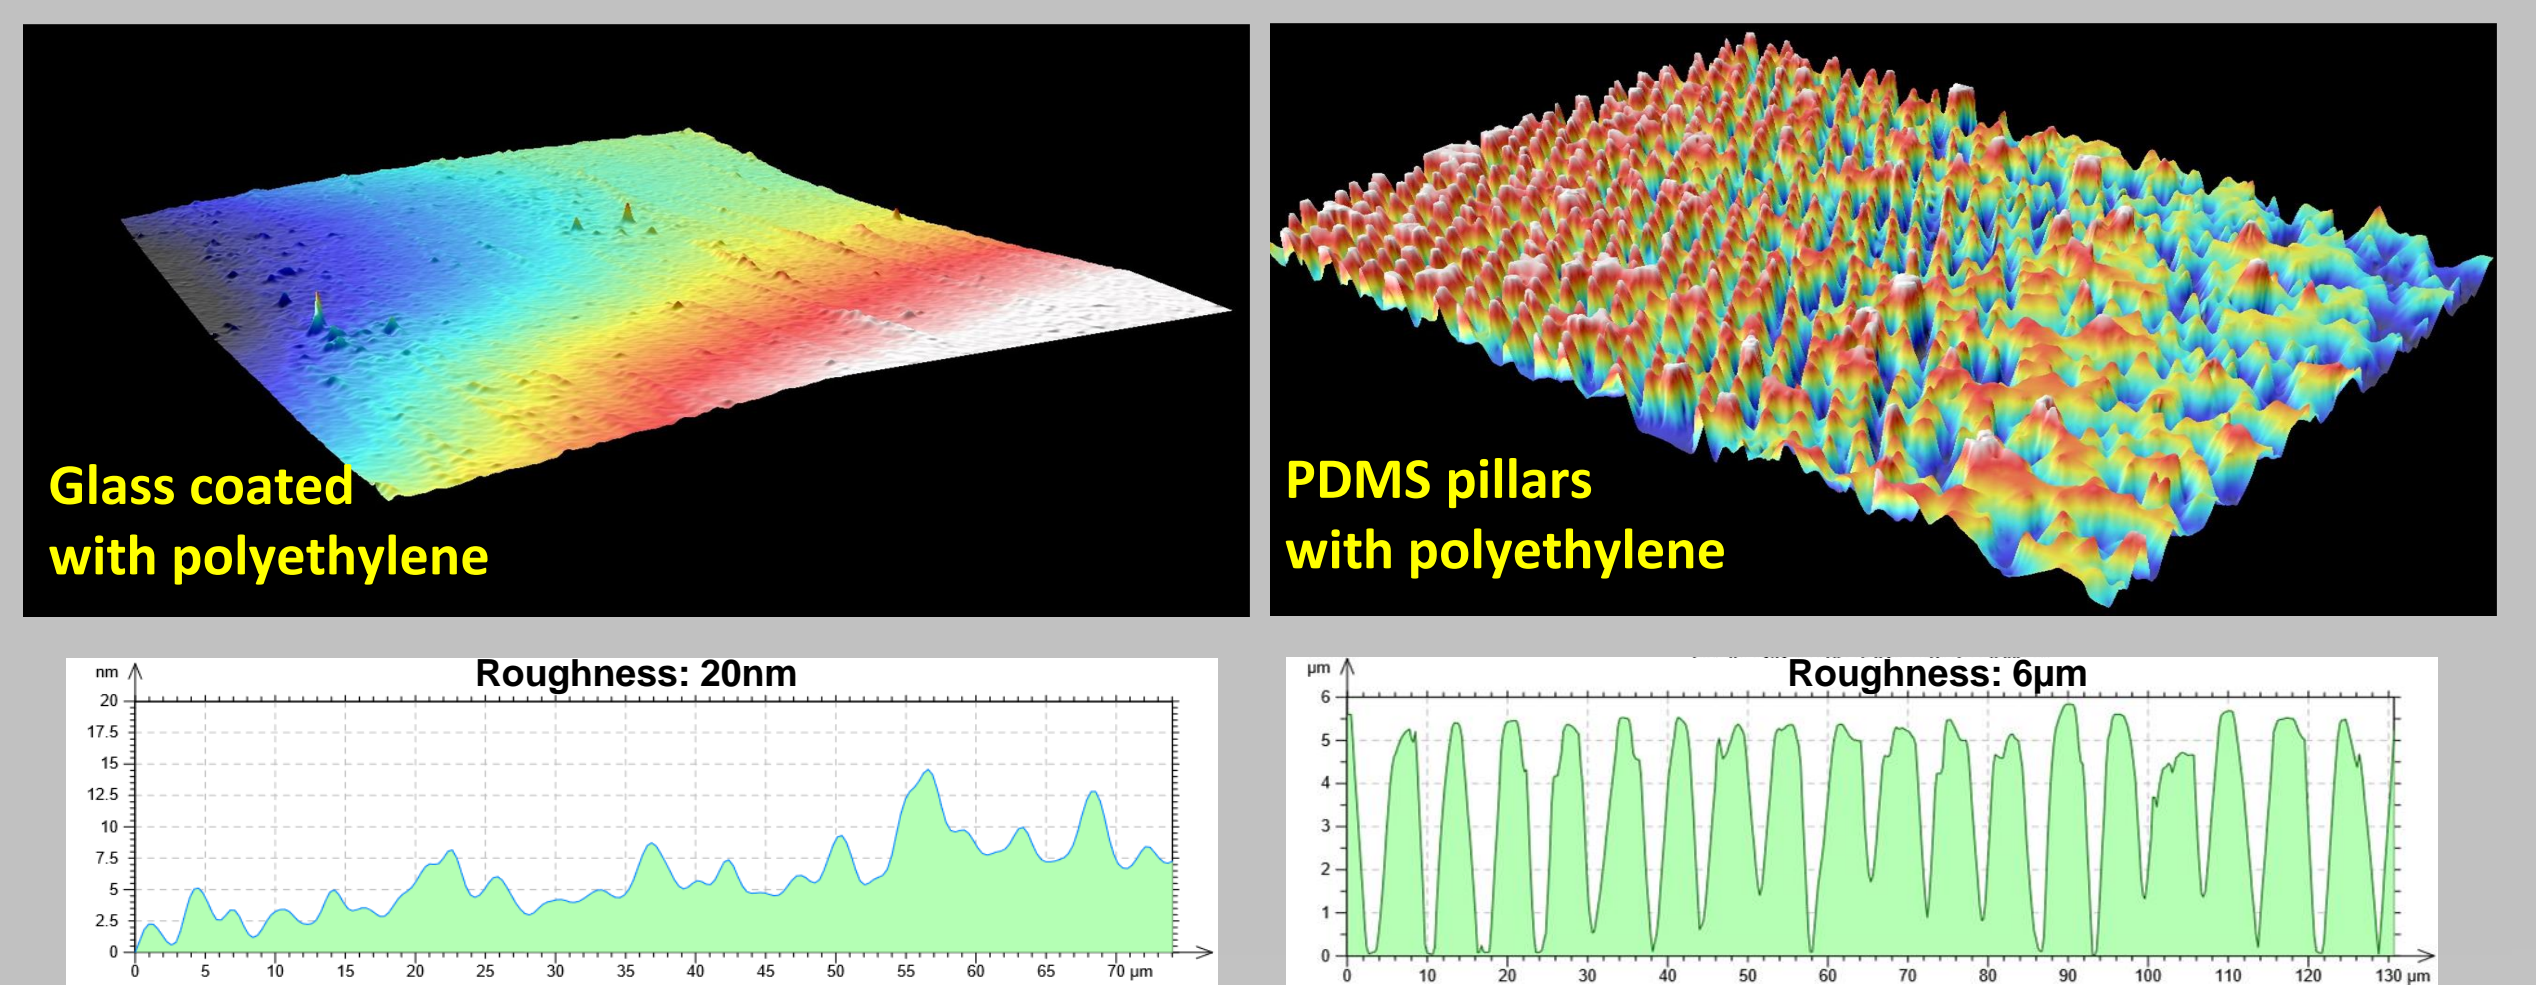 Glass coated
with polyethylene
PDMS pillars
with polyethylene
Roughness: 20nm
nm
20
17.5
15
12.5
10
7.5
5
2.5
0
0 5 10 15 20 25 30 35 40 45 50 55 60 65 70 µm
Roughness: 6µm
µm
6
5
4
3
2
1
0
0 10 20 30 40 50 60 70 80 90 100 110 120 130 µm